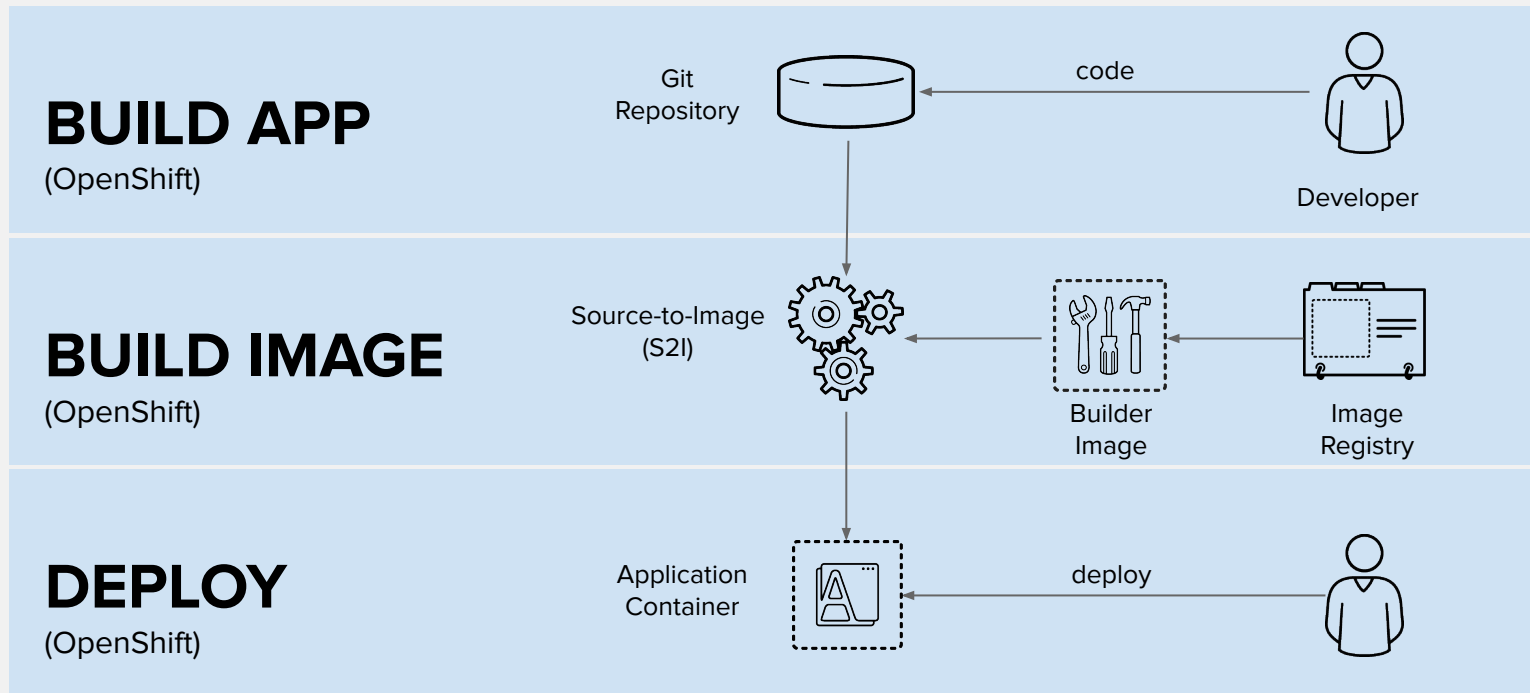 BUILD APP
(OpenShift)
Git
Repository
code
Developer
BUILD IMAGE
(OpenShift)
Source-to-Image
(S2I)
Builder
Image
Image
Registry
DEPLOY
(OpenShift)
Application
Container
deploy